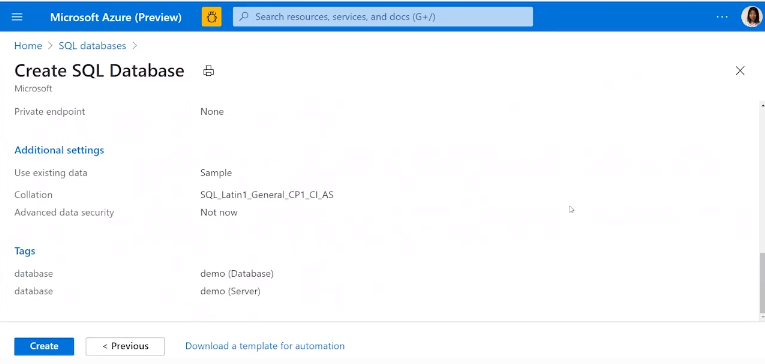 Microsoft Azure (Preview) Search resources, services, and docs (G+/) ...
Home > SQL databases >
Create SQL Database
Microsoft
Private endpoint None
Additional settings
Use existing data Sample
Collation SQL_Latin1_General_CP1_CI_AS
Advanced data security Not now
Tags
database demo (Database)
database demo (Server)
Create < Previous Download a template for automation